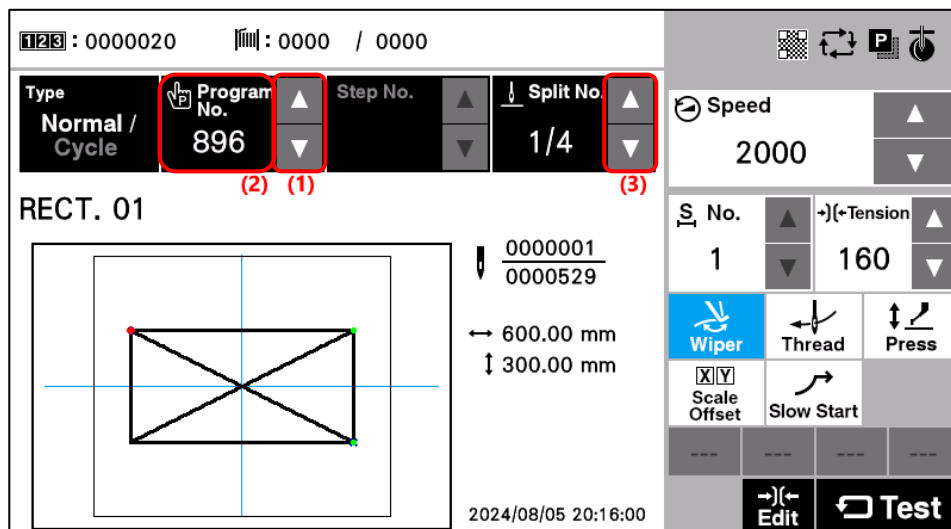 123 : 0000020 : 0000 / 0000
P
Type
Normal /
Cycle
P Program
No.
896
Step No.
Split No.
1/4
(2) (1) (3)
Speed
2000
RECT. 01
0000001
0000529
600.00 mm
300.00 mm
S No.
1
Tension
160
Wiper
Thread
Press
X Y
Scale
Offset
Slow Start
--- --- --- ---
2024/08/05 20:16:00
Edit
Test